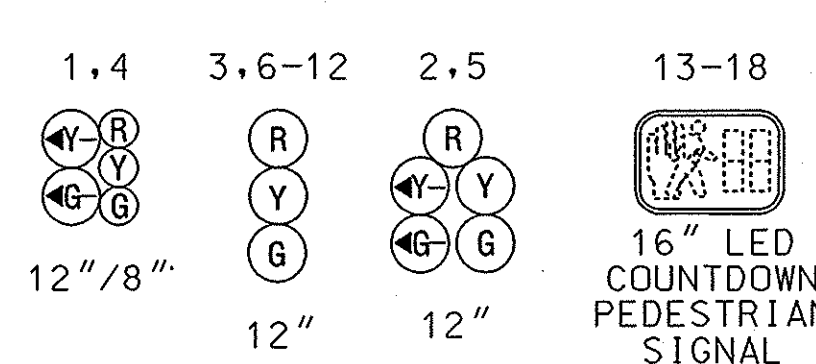 1,4 3,6-12 2,5 13-18
Y R R R
Y Y Y Y
G G G G G
12"/8" 12" 12" 16" LED
COUNTDOWN
PEDESTRIAN
SIGNAL